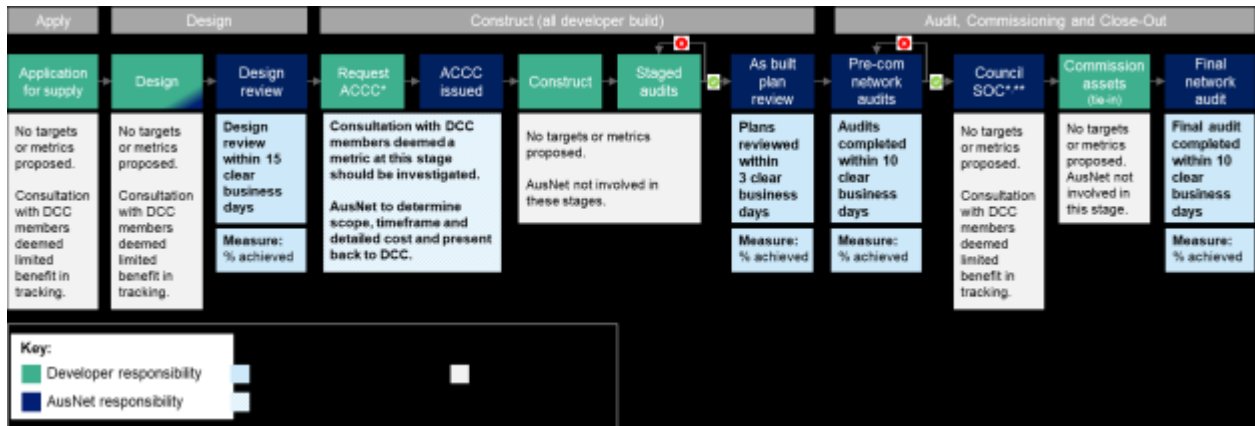 Apply
Design
Construct (all developer build)
Audit, Commissioning and Close-Out
Application
for supply
Design
Design
review
Request
ACCC*
ACCC
issued
Construct
Staged
audits
As built
plan
review
Pre-com
network
audits
Council
SOC*,**
Commission
assets
(tie-in)
Final
network
audit
No targets
or metrics
proposed.
Consultation
with DCC
members
deemed
limited
benefit in
tracking.
No targets
or metrics
proposed.
Consultation
with DCC
members
deemed
limited
benefit in
tracking.
Design
review
within 15
clear
business
days
Measure:
% achieved
Consultation with DCC
members deemed a
metric at this stage
should be investigated.
AusNet to determine
scope, timeframe and
detailed cost and present
back to DCC.
No targets or metrics
proposed.
AusNet not involved in
these stages.
Plans
reviewed
within
3 clear
business
days
Measure:
% achieved
Audits
completed
within 10
clear
business
days
Measure:
% achieved
No targets
or metrics
proposed.
Consultation
with DCC
members
deemed
limited
benefit in
tracking.
No targets
or metrics
proposed.
AusNet not
involved in
this stage.
Final audit
completed
within 10
clear
business
days
Measure:
% achieved
Key:
Developer responsibility
AusNet responsibility